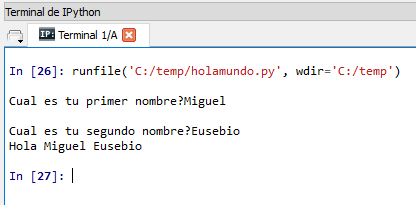 Terminal de IPython
IP: Terminal 1/A
In [26]: runfile('C:/temp/holamundo.py', wdir='C:/temp')
Cual es tu primer nombre?Miguel
Cual es tu segundo nombre?Eusebio
Hola Miguel Eusebio
In [27]: